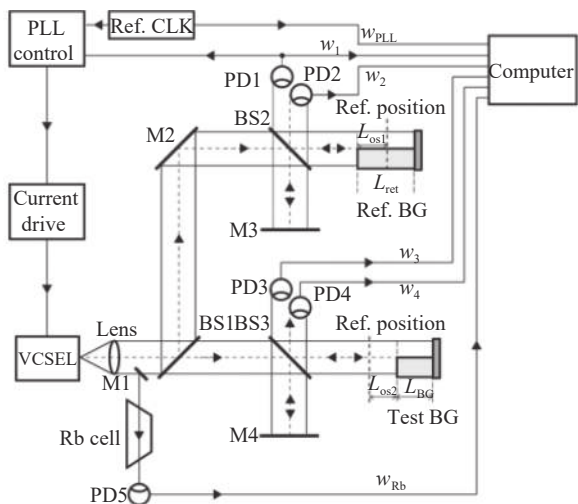 PLL
control
Ref. CLK
w_PLL
w_1
PD1
PD2
w_2
Computer
Ref. position
BS2
M2
L_os1
L_ret
Ref. BG
Current
drive
M3
w_3
PD3
w_4
PD4
BS1BS3
Ref. position
Lens
VCSEL
M1
L_os2
L_BG
Test BG
Rb cell
M4
w_Rb
PD5